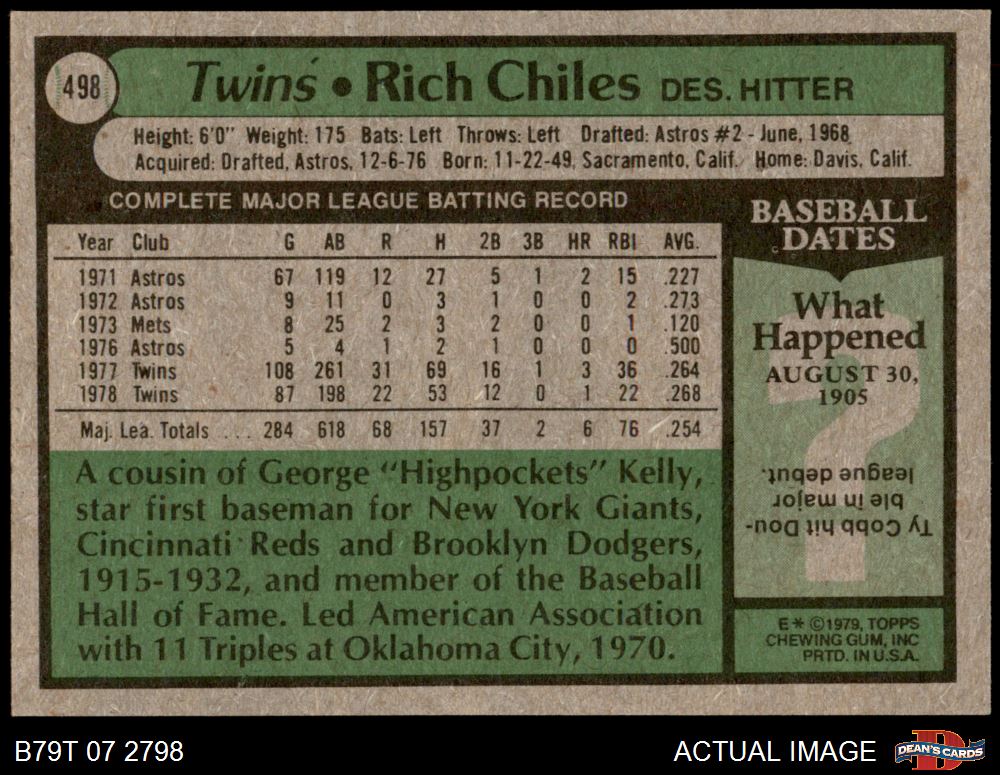 498
Twins • Rich Chiles DES. HITTER
Height: 6'0" Weight: 175 Bats: Left Throws: Left Drafted: Astros #2 - June, 1968
Acquired: Drafted, Astros, 12-6-76 Born: 11-22-49, Sacramento, Calif. Home: Davis, Calif.
COMPLETE MAJOR LEAGUE BATTING RECORD
Year Club G AB R H 2B 3B HR RBI AVG.
1971 Astros 67 119 12 27 5 1 2 15 .227
1972 Astros 9 11 0 3 1 0 0 2 .273
1973 Mets 8 25 2 3 2 0 0 1 .120
1976 Astros 5 4 1 2 1 0 0 0 .500
1977 Twins 108 261 31 69 16 1 3 36 .264
1978 Twins 87 198 22 53 12 0 1 22 .268
Maj. Lea. Totals ... 284 618 68 157 37 2 6 76 .254
A cousin of George "Highpockets" Kelly,
star first baseman for New York Giants,
Cincinnati Reds and Brooklyn Dodgers,
1915-1932, and member of the Baseball
Hall of Fame. Led American Association
with 11 Triples at Oklahoma City, 1970.
BASEBALL
DATES
What
Happened
AUGUST 30,
1905
?
Ty Cobb hit Dou-
ble in major
league debut.
E* ©1979, TOPPS
CHEWING GUM, INC
PRTD. IN U.S.A.
B79T 07 2798
ACTUAL IMAGE
D
DEAN'S CARDS